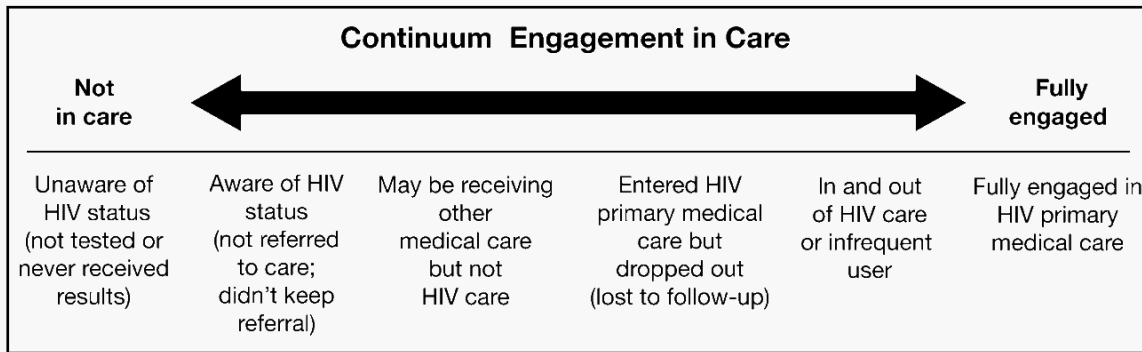 Continuum Engagement in Care
Not
in care
Fully
engaged
Unaware of
HIV status
(not tested or
never received
results)
Aware of HIV
status
(not referred
to care;
didn't keep
referral)
May be receiving
other
medical care
but not
HIV care
Entered HIV
primary medical
care but
dropped out
(lost to follow-up)
In and out
of HIV care
or infrequent
user
Fully engaged in
HIV primary
medical care